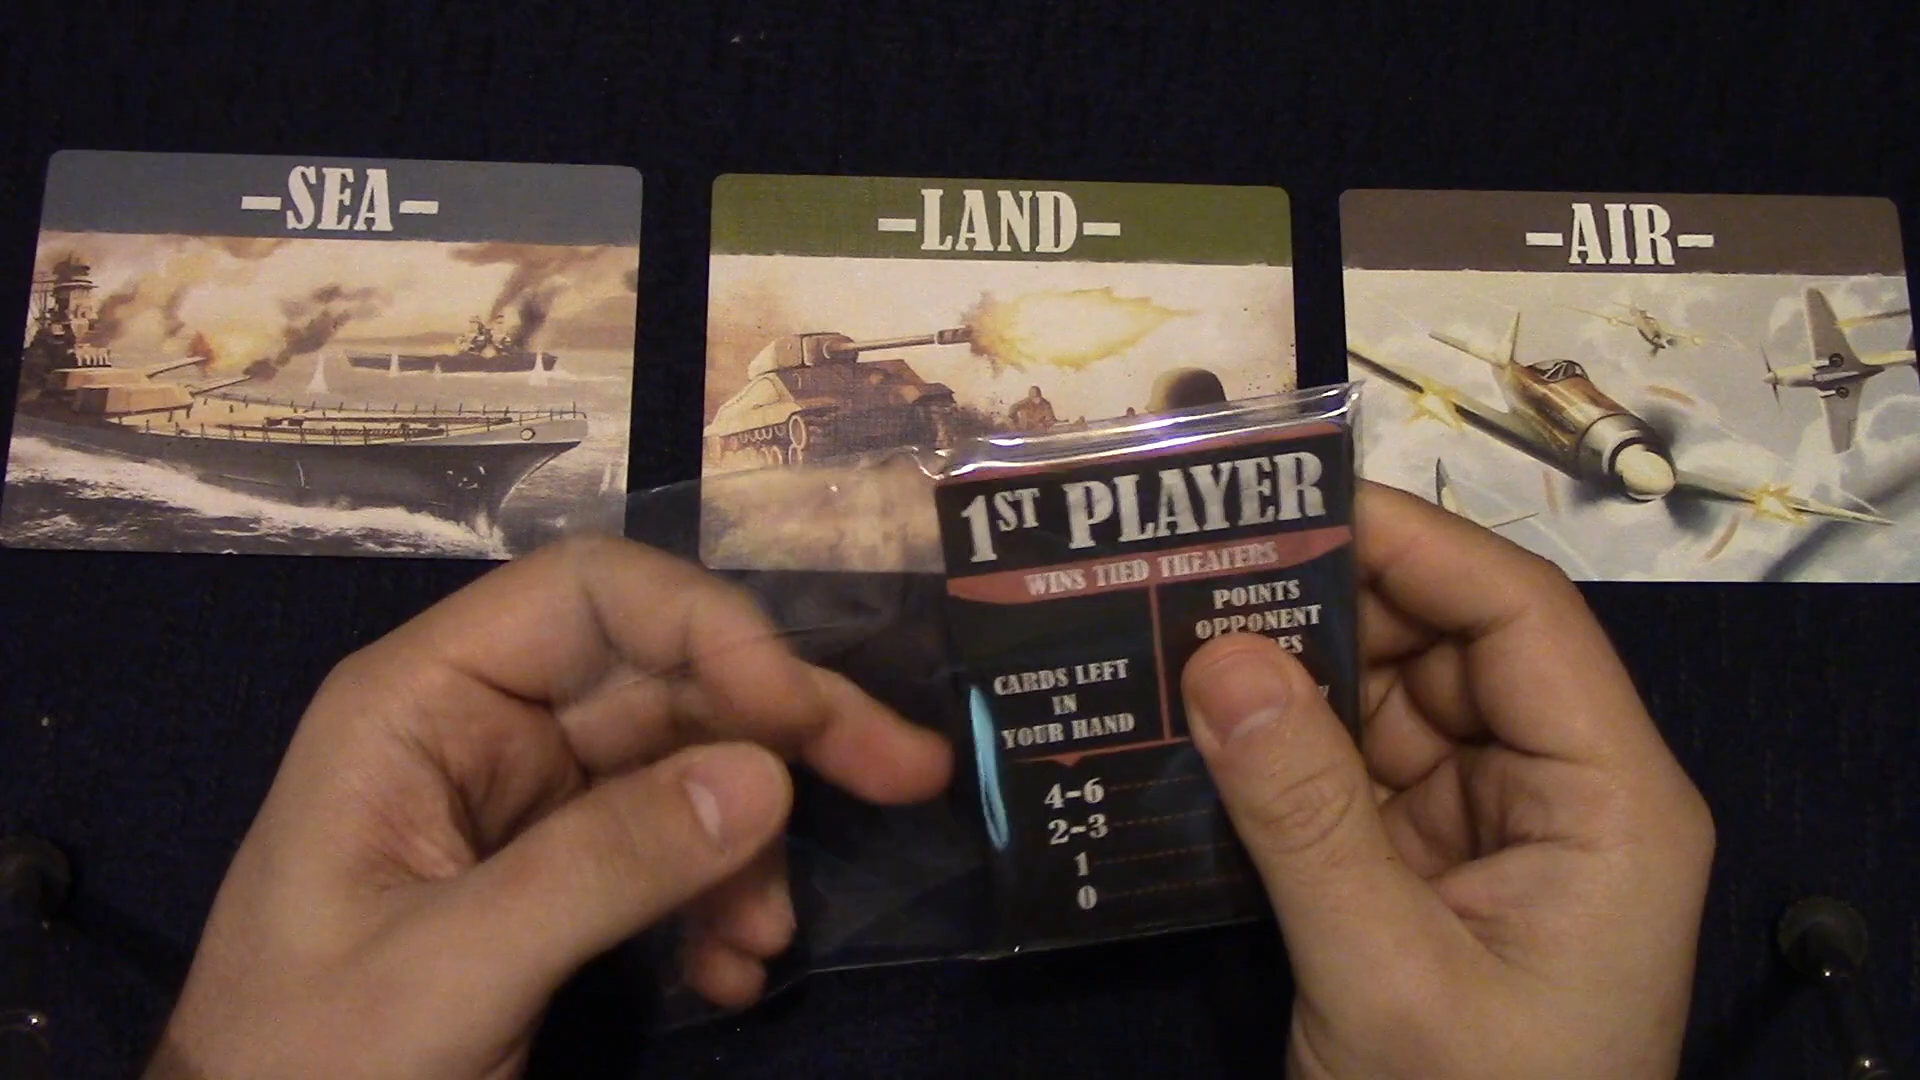 -SEA-
-LAND-
-AIR-
1ST PLAYER
WINS TIED THEATERS
POINTS
OPPONENT
CARDS LEFT
IN
YOUR HAND
4-6
2-3
1
0